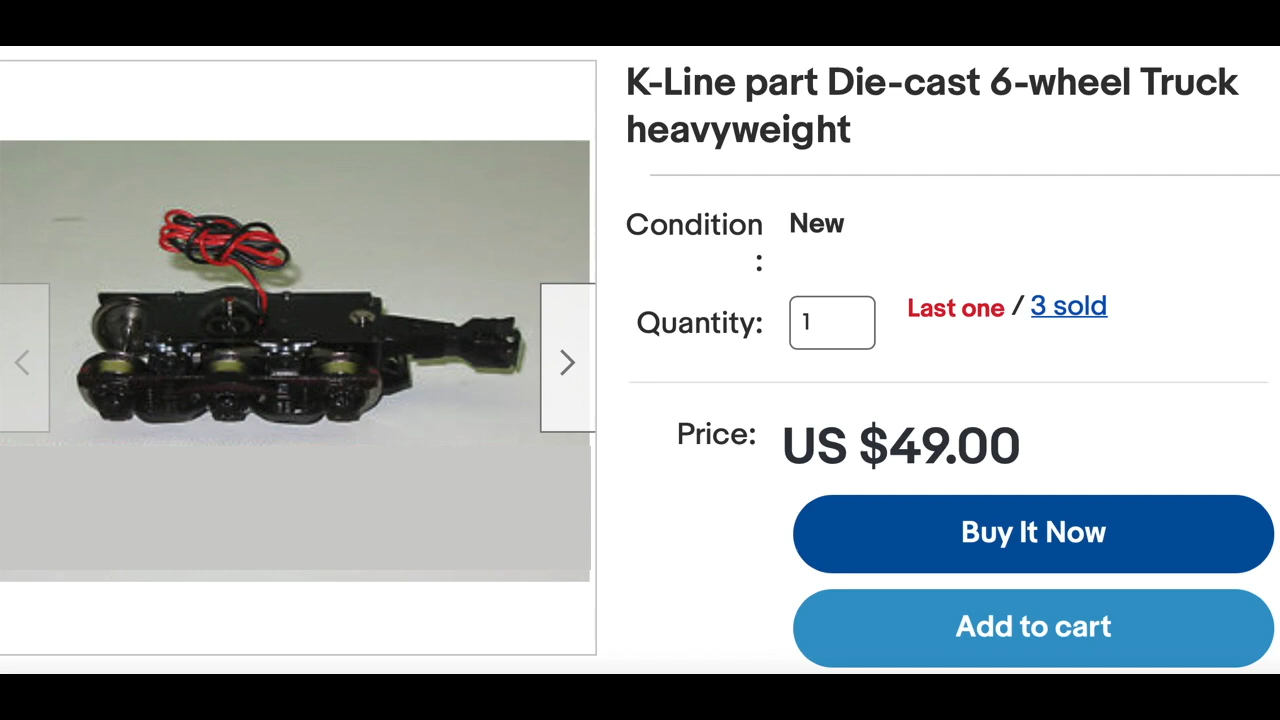 K-Line part Die-cast 6-wheel Truck
heavyweight
Condition
:
New
Quantity:
1
Last one / 3 sold
Price:
US $49.00
Buy It Now
Add to cart